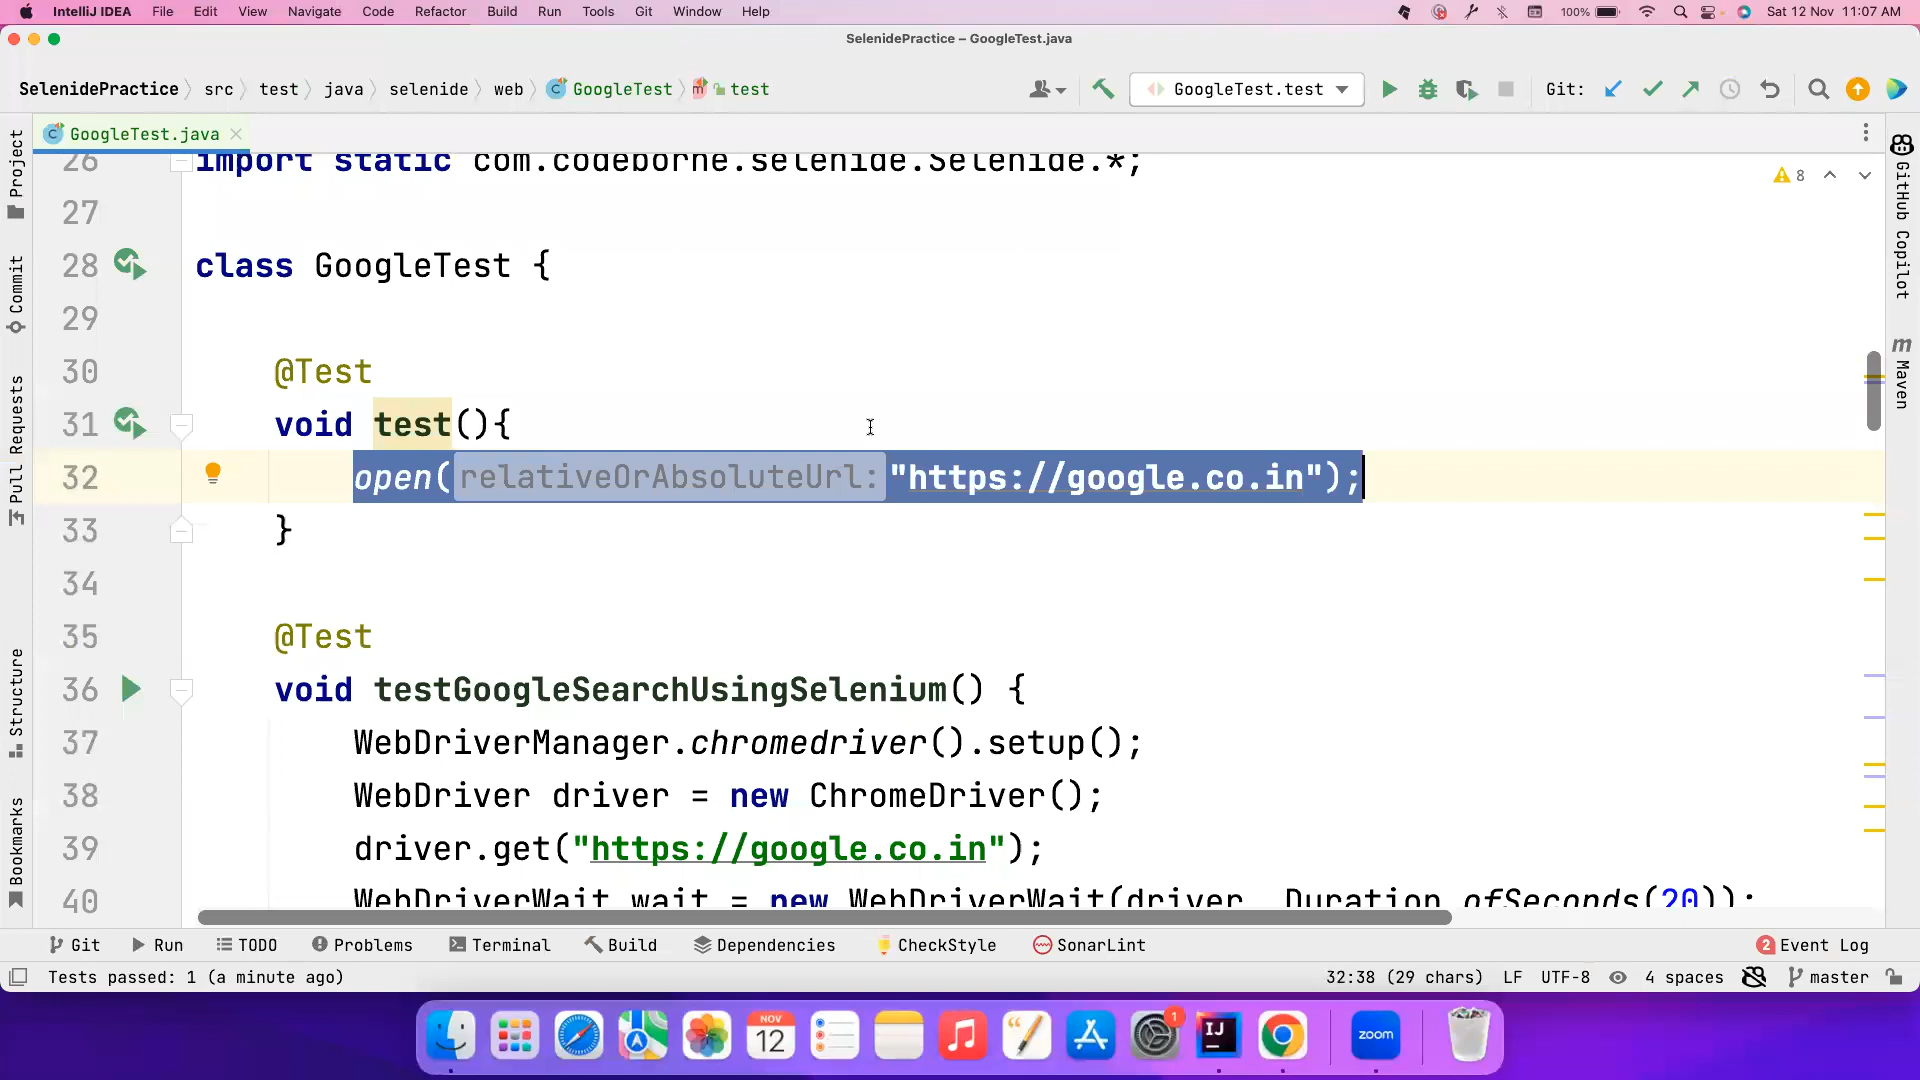 IntelliJ IDEA File Edit View Navigate Code Refactor Build Run Tools Git Window Help 100% Sat 12 Nov 11:07 AM
SelenidePractice – GoogleTest.java
SelenidePractice src test java selenide web GoogleTest test GoogleTest.test Git:
GoogleTest.java
26 import static com.codeborne.selenide.Selenide.*;
8
27
28 class GoogleTest {
29
30 @Test
31 void test(){
32 open( relativeOrAbsoluteUrl: "https://google.co.in");
33 }
34
35 @Test
36 void testGoogleSearchUsingSelenium() {
37 WebDriverManager.chromedriver().setup();
38 WebDriver driver = new ChromeDriver();
39 driver.get("https://google.co.in");
40 WebDriverWait wait = new WebDriverWait(driver, Duration.ofSeconds(20));
Project
Commit
Pull Requests
Structure
Bookmarks
GitHub Copilot
Maven
Git Run TODO Problems Terminal Build Dependencies CheckStyle SonarLint 2 Event Log
Tests passed: 1 (a minute ago) 32:38 (29 chars) LF UTF-8 4 spaces master
NOV
12
1
IJ
zoom